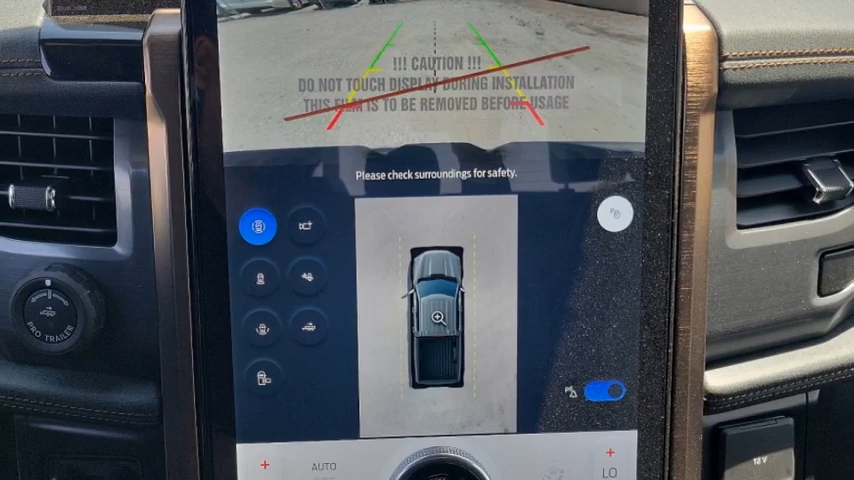 !!! CAUTION !!!
DO NOT TOUCH DISPLAY DURING INSTALLATION
THIS FILM IS TO BE REMOVED BEFORE USAGE
Please check surroundings for safety.
PRO TRAILER
AUTO
LO
12V